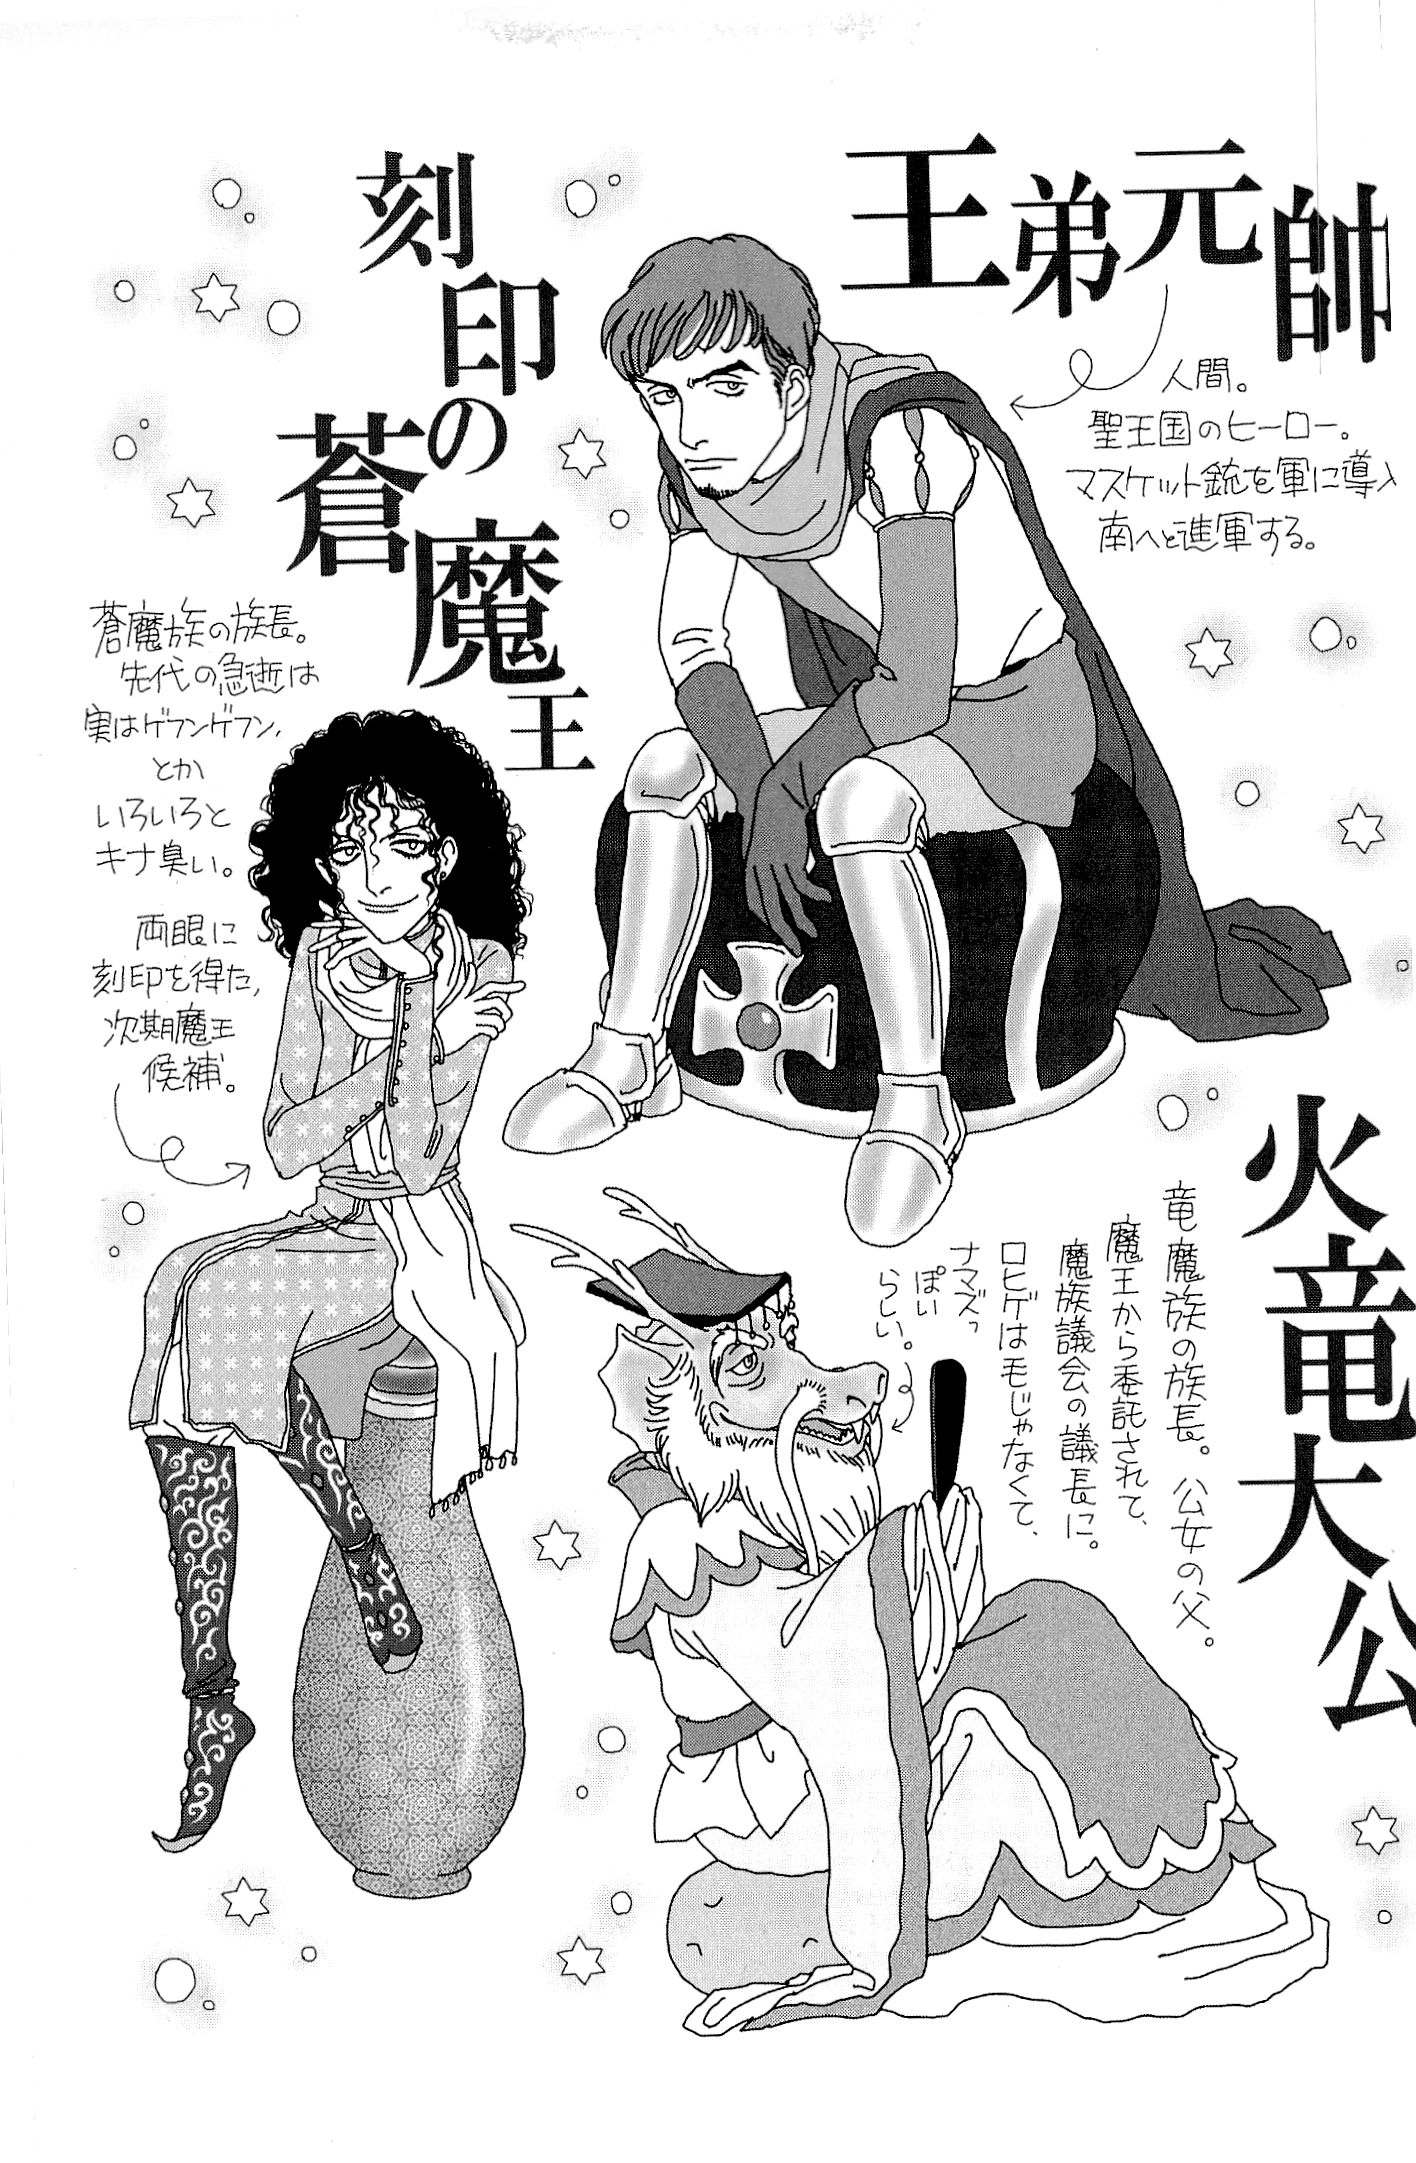 王弟元帥
人間。
聖王国のヒーロー。
マスケット銃を軍に導入
南へと進軍する。
刻印の蒼魔王
蒼魔族の族長。
先代の急逝は
実はゲフンゲフン、
とか
いろいろと
キナ臭い。
両眼に
刻印を得た、
次期魔王
候補。
火竜大公
竜魔族の族長。公女の父。
魔王から委託されて、
魔族議会の議長に。
口ヒゲは毛じゃなくて、
ナマズっ
ぽい
らしい。